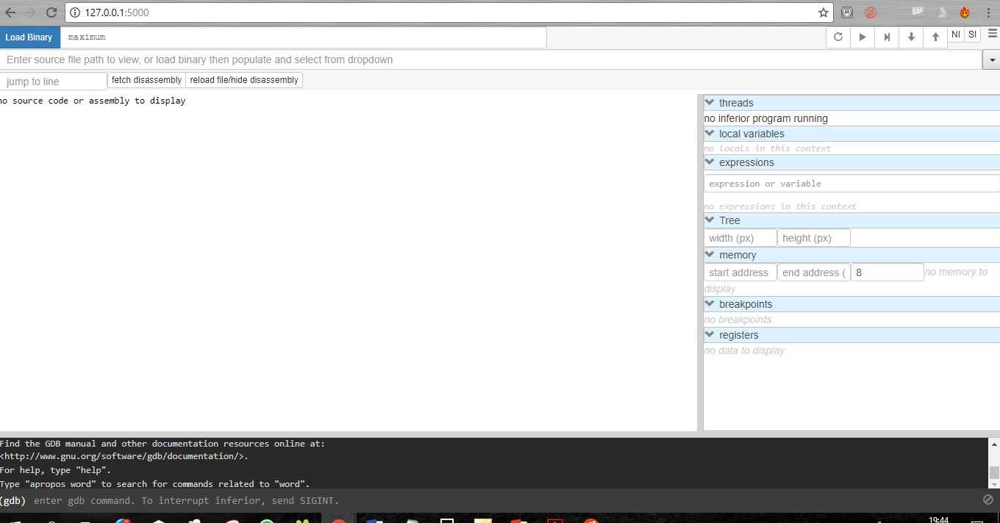 127.0.0.1:5000
Load Binary maximum NI SI
Enter source file path to view, or load binary then populate and select from dropdown
jump to line fetch disassembly reload file/hide disassembly
no source code or assembly to display
threads
no inferior program running
local variables
no locals in this context
expressions
expression or variable
no expressions in this context
Tree
width (px) height (px)
memory
start address end address ( 8 no memory to
display
breakpoints
no breakpoints
registers
no data to display
Find the GDB manual and other documentation resources online at:
<http://www.gnu.org/software/gdb/documentation/>.
For help, type "help".
Type "apropos word" to search for commands related to "word".
(gdb) enter gdb command. To interrupt inferior, send SIGINT.
19:44